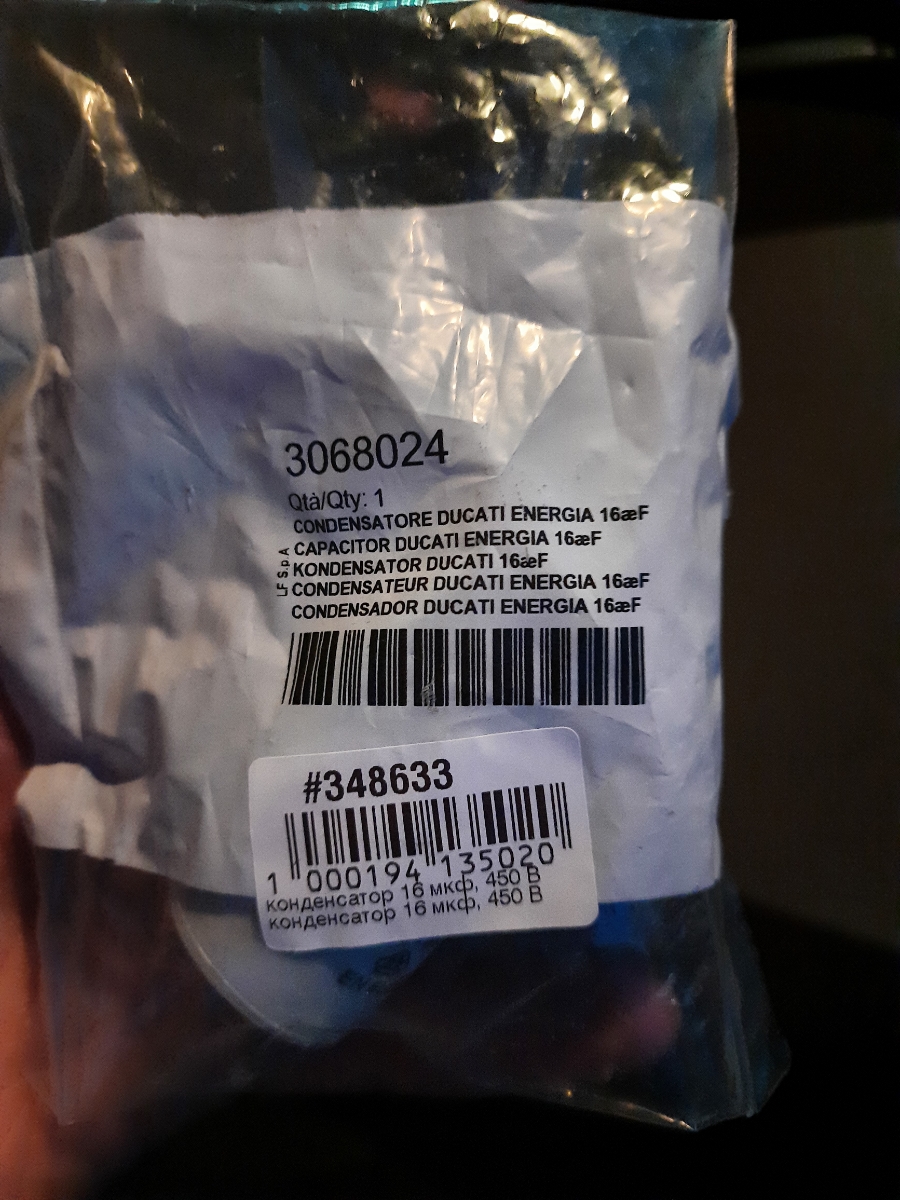 3068024
Qtà/Qty: 1
CONDENSATORE DUCATI ENERGIA 16æF
CAPACITOR DUCATI ENERGIA 16æF
KONDENSATOR DUCATI 16æF
CONDENSATEUR DUCATI ENERGIA 16æF
CONDENSADOR DUCATI ENERGIA 16æF
LF S.p.A
#348633
1 000194 135020
конденсатор 16 мкф, 450 В
конденсатор 16 мкф, 450 В